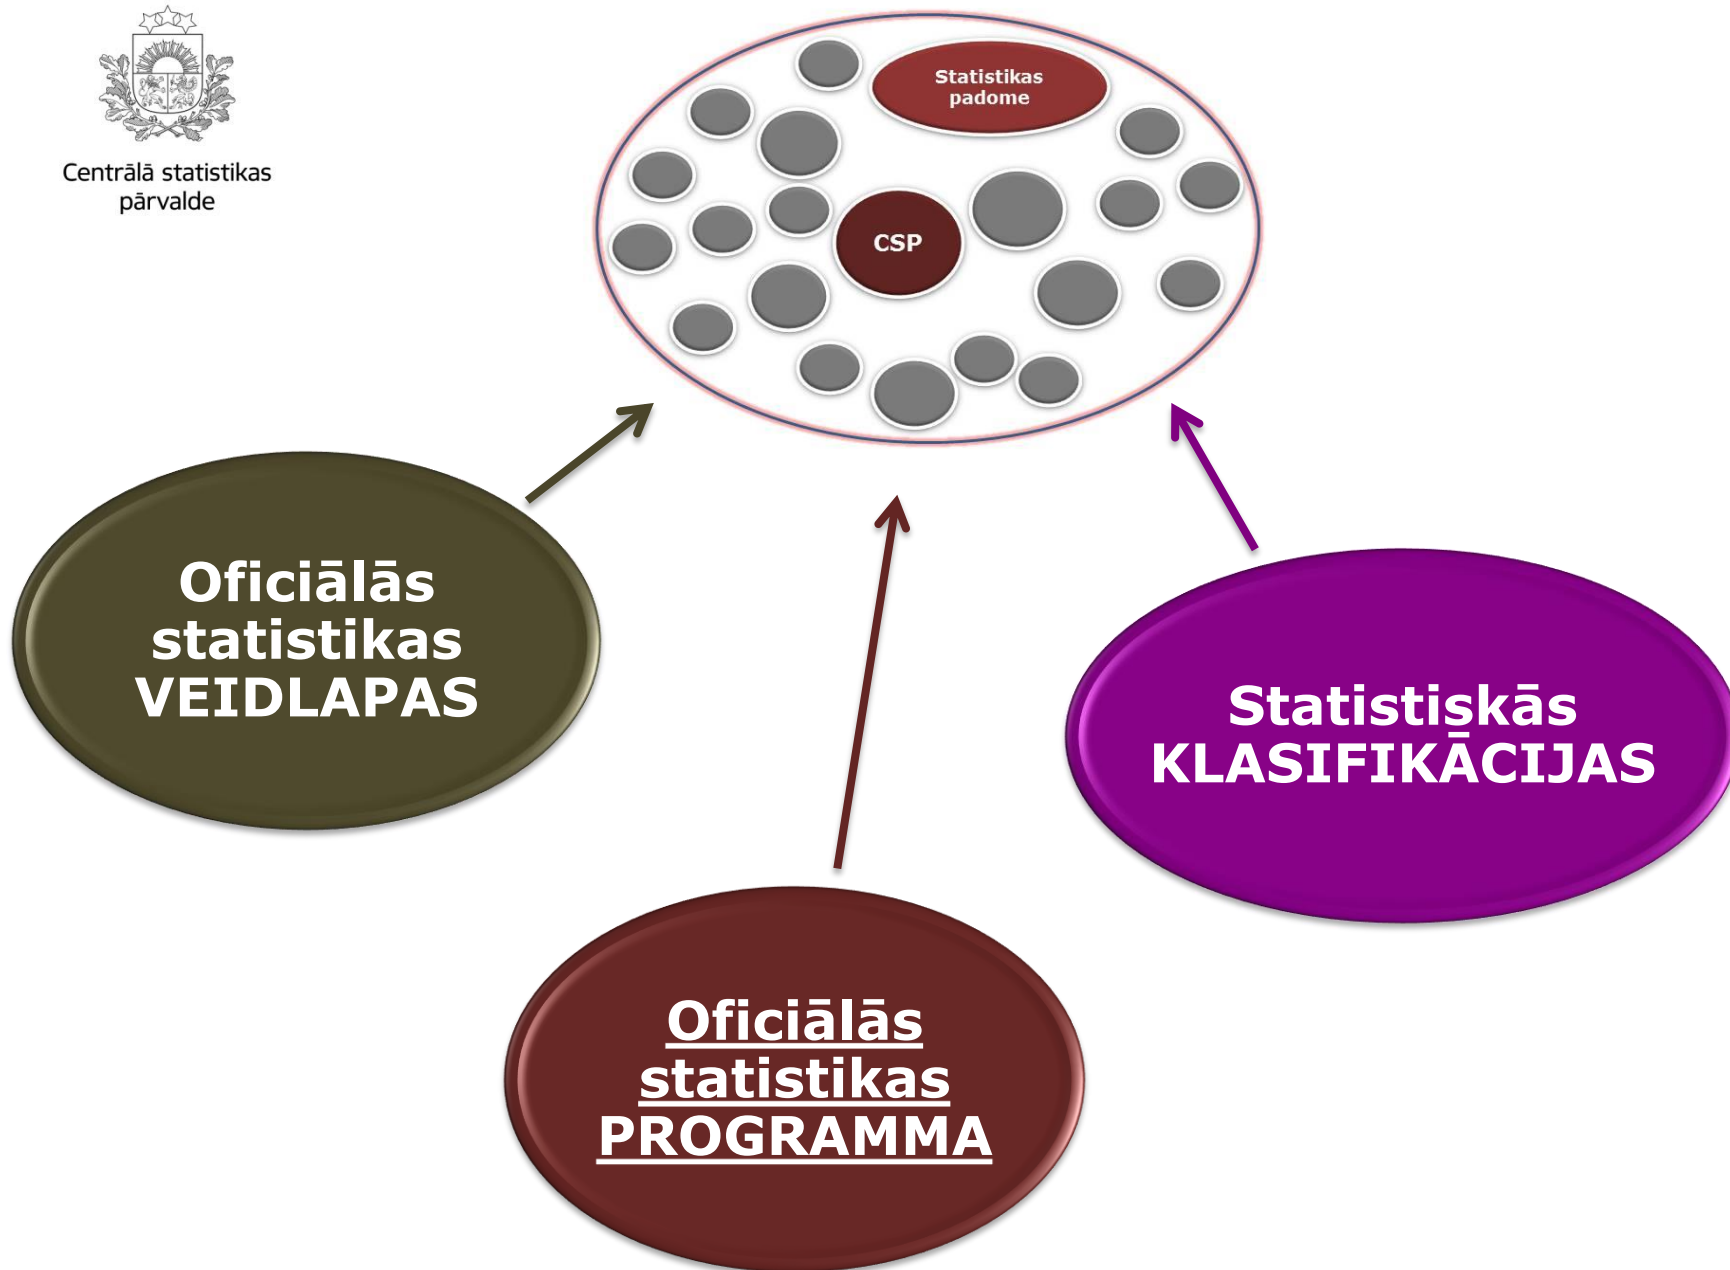 Centrālā statistikas
pārvalde
Statistikas
padome
CSP
Oficiālās
statistikas
VEIDLAPAS
Statistiskās
KLASIFIKĀCIJAS
Oficiālās
statistikas
PROGRAMMA